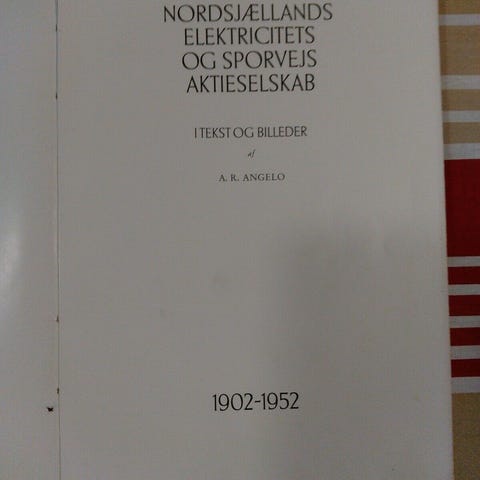 NORDSJÆLLANDS
ELEKTRICITETS
OG SPORVEJS
AKTIESELSKAB
I TEKST OG BILLEDER
af
A. R. ANGELO
1902-1952